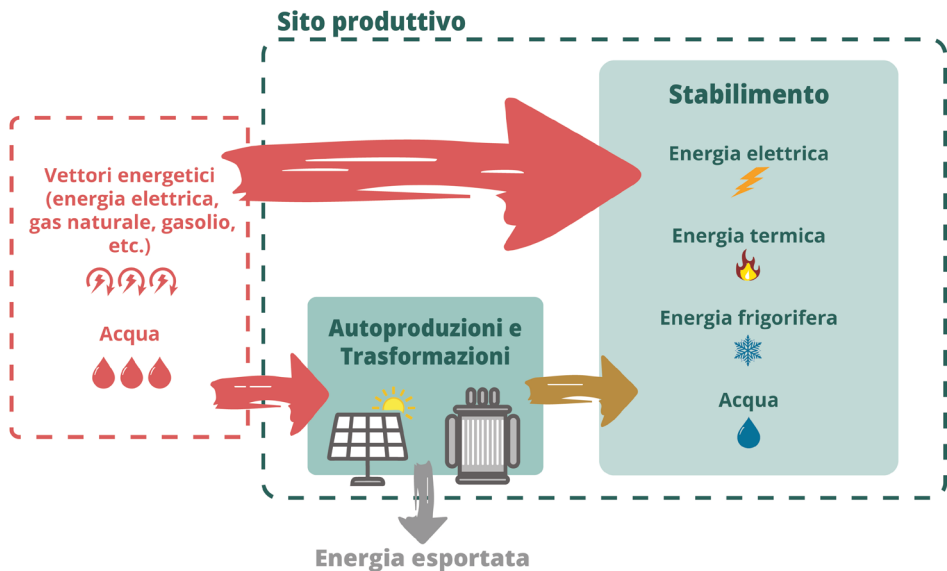 Sito produttivo
Vettori energetici
(energia elettrica,
gas naturale, gasolio,
etc.)
Acqua
Autoproduzioni e
Trasformazioni
Stabilimento
Energia elettrica
Energia termica
Energia frigorifera
Acqua
Energia esportata